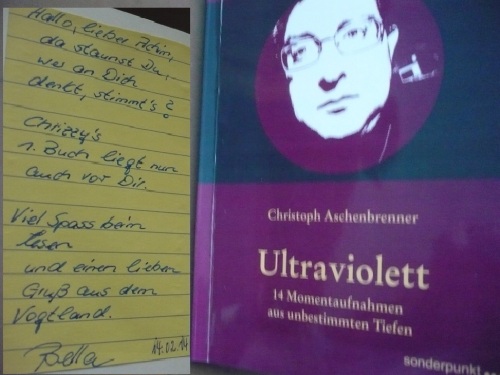 Hallo, lieber Achim,
da staunst Du,
wer an Dich
denkt, stimmt's?
Chrizzy's
1. Buch liegt nun
auch vor Dir.
Viel Spass beim
Lesen
und einen lieben
Gruß aus dem
Vogtland.
Bella 14.02.14
Christoph Aschenbrenner
Ultraviolett
14 Momentaufnahmen
aus unbestimmten Tiefen
sonderpunkt